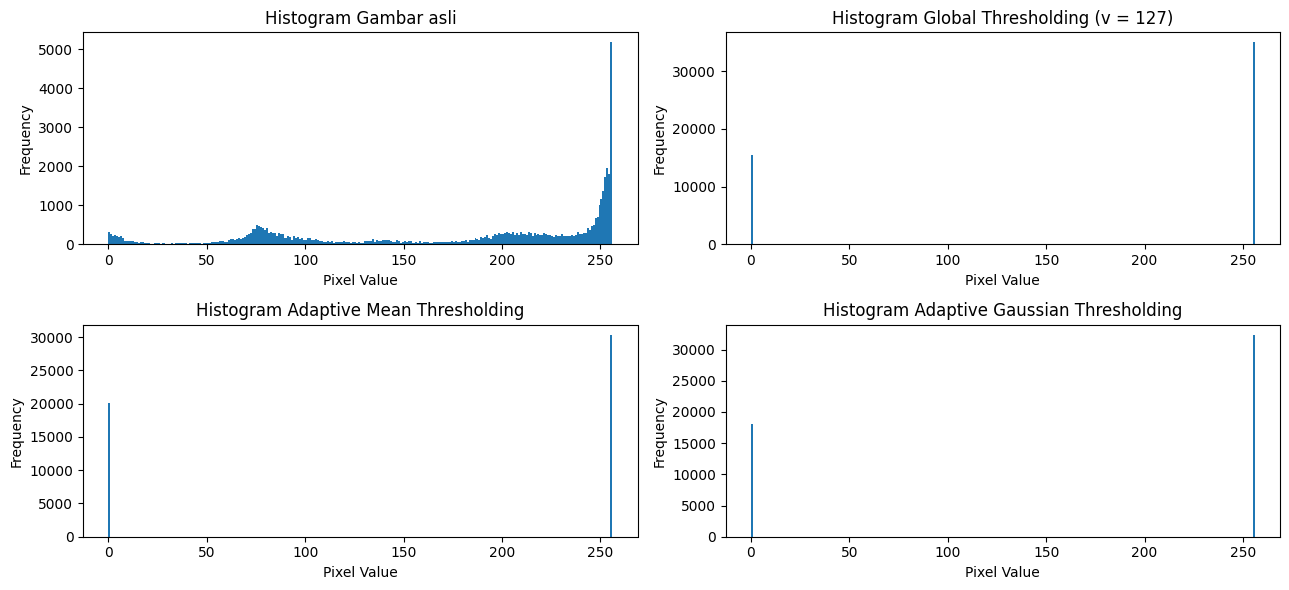 Histogram Gambar asli
Frequency
5000
4000
3000
2000
1000
0
0 50 100 150 200 250
Pixel Value
Histogram Global Thresholding (v = 127)
Frequency
30000
20000
10000
0
0 50 100 150 200 250
Pixel Value
Histogram Adaptive Mean Thresholding
Frequency
30000
25000
20000
15000
10000
5000
0
0 50 100 150 200 250
Pixel Value
Histogram Adaptive Gaussian Thresholding
Frequency
30000
25000
20000
15000
10000
5000
0
0 50 100 150 200 250
Pixel Value